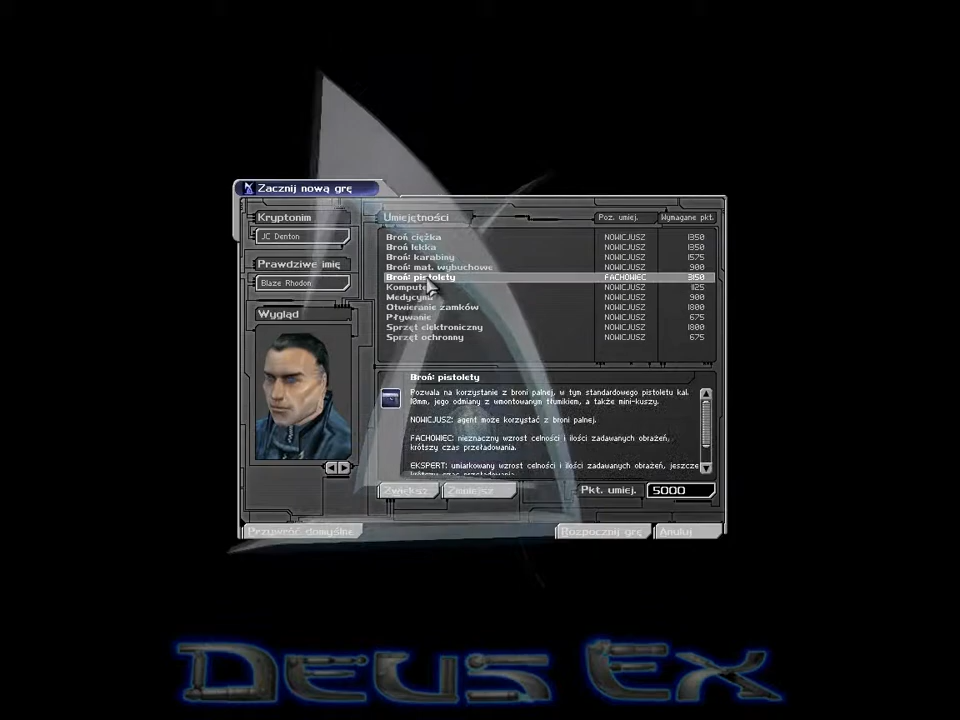 Zacznij nową grę
Kryptonim
JC Denton
Prawdziwe imię
Blaze Rhodon
Wygląd
Umiejętności Poz. umiej. Wymagane pkt.
Broń ciężka NOWICJUSZ 1350
Broń lekka NOWICJUSZ 1350
Broń: karabiny NOWICJUSZ 1575
Broń: mat. wybuchowe NOWICJUSZ 900
Broń: pistolety FACHOWIEC 3150
Kompute NOWICJUSZ 1125
Medycyna NOWICJUSZ 900
Otwieranie zamków NOWICJUSZ 1800
Pływanie NOWICJUSZ 675
Sprzęt elektroniczny NOWICJUSZ 1800
Sprzęt ochronny NOWICJUSZ 675
Broń: pistolety
Pozwala na korzystanie z broni palnej, w tym standardowego pistoletu kal.
10mm, jego odmiany z wmontowanym tłumikiem, a także mini-kuszy.
NOWICJUSZ: agent może korzystać z broni palnej.
FACHOWIEC: nieznaczny wzrost celności i ilości zadawanych obrażeń,
krótszy czas przeładowania.
EKSPERT: umiarkowany wzrost celności i ilości zadawanych obrażeń, jeszcze
krótszy czas przeładowania.
Zwiększ Zmniejsz Pkt. umiej. 5000
Przywróć domyślne Rozpocznij grę Anuluj
DEUS EX